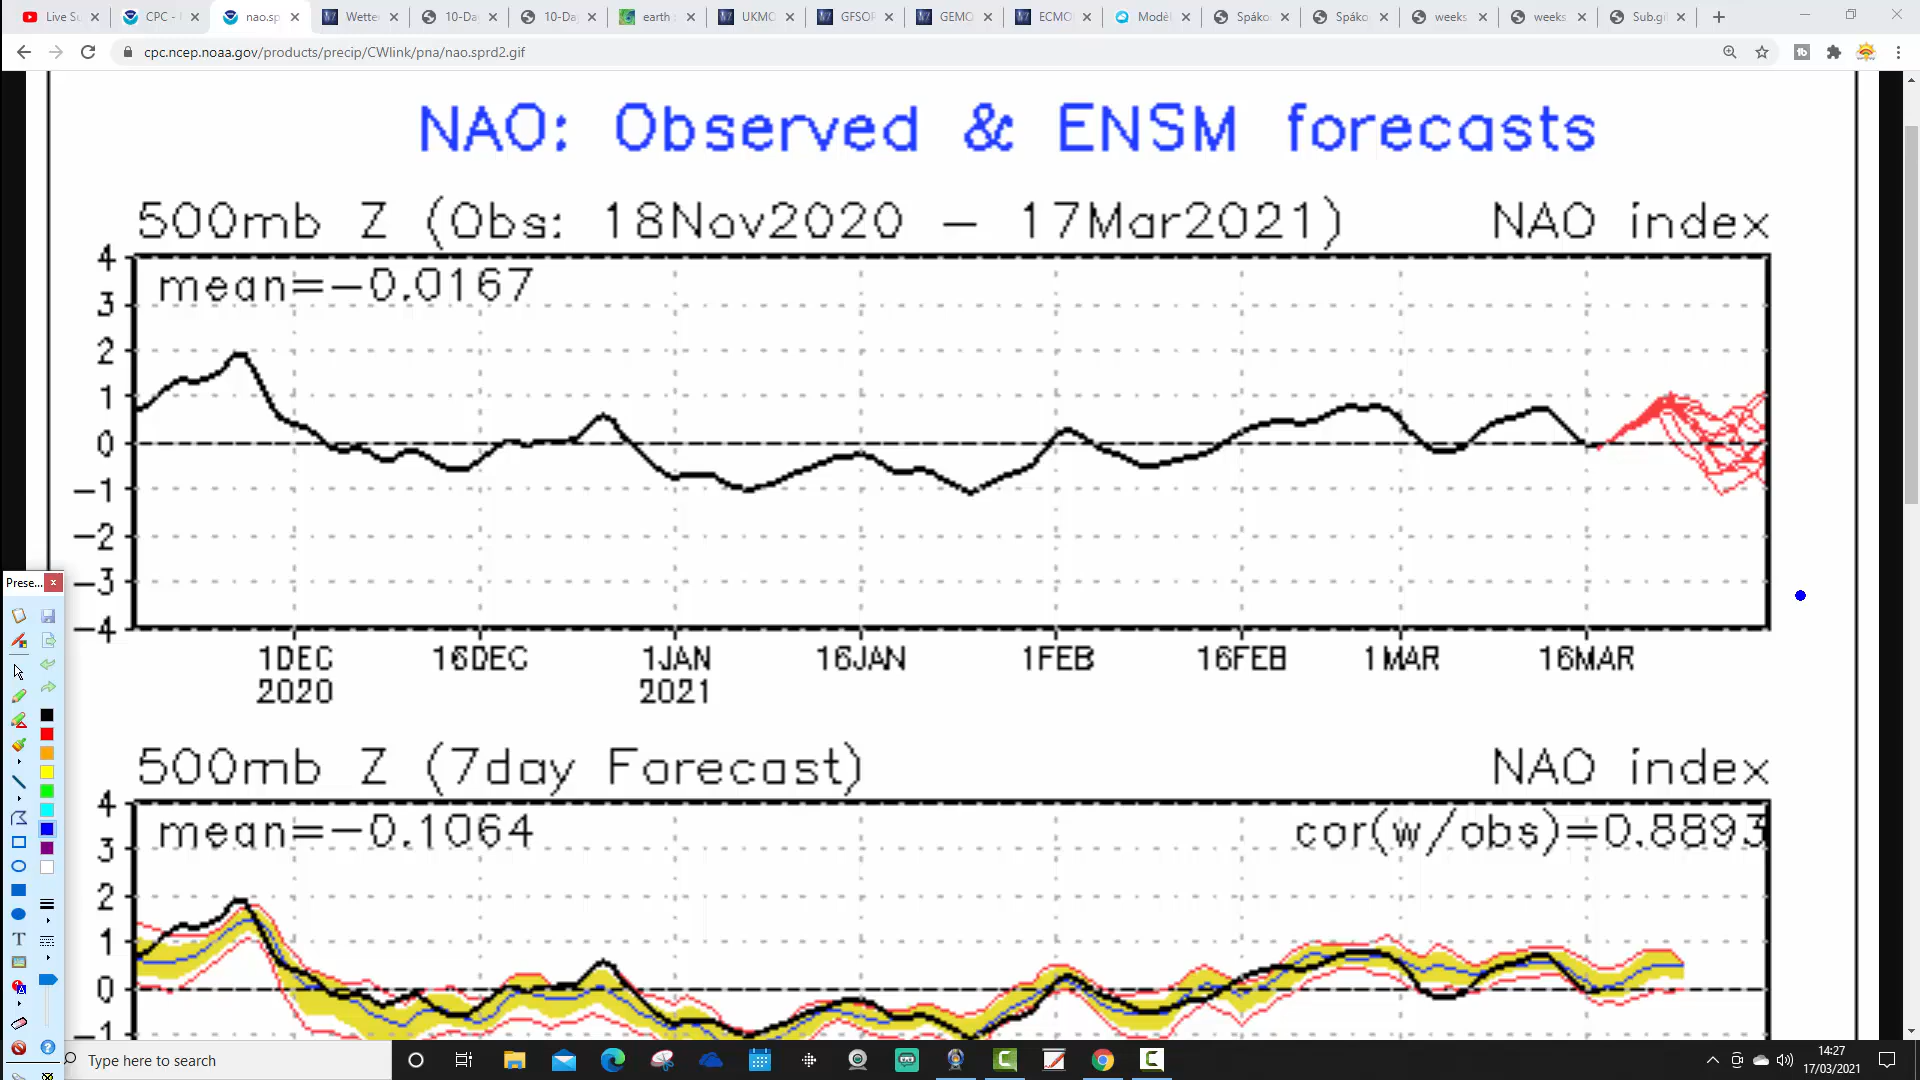 Live Su
CPC -
nao.sp
Wetter
10-Da
10-Da
earth
UKMO
GFSOP
GEMO
ECMO
Modèl
Spáko
Spáko
weeks
weeks
Sub.gi
cpc.ncep.noaa.gov/products/precip/CWlink/pna/nao.sprd2.gif
NAO: Observed & ENSM forecasts
500mb Z (Obs: 18Nov2020 – 17Mar2021) NAO index
mean=-0.0167
4
3
2
1
0
-1
-2
-3
-4
1DEC 16DEC 1JAN 16JAN 1FEB 16FEB 1MAR 16MAR
2020 2021
500mb Z (7day Forecast) NAO index
mean=-0.1064 cor(w/obs)=0.8893
4
3
2
1
0
-1
Prese...
T
Type here to search
14:27
17/03/2021